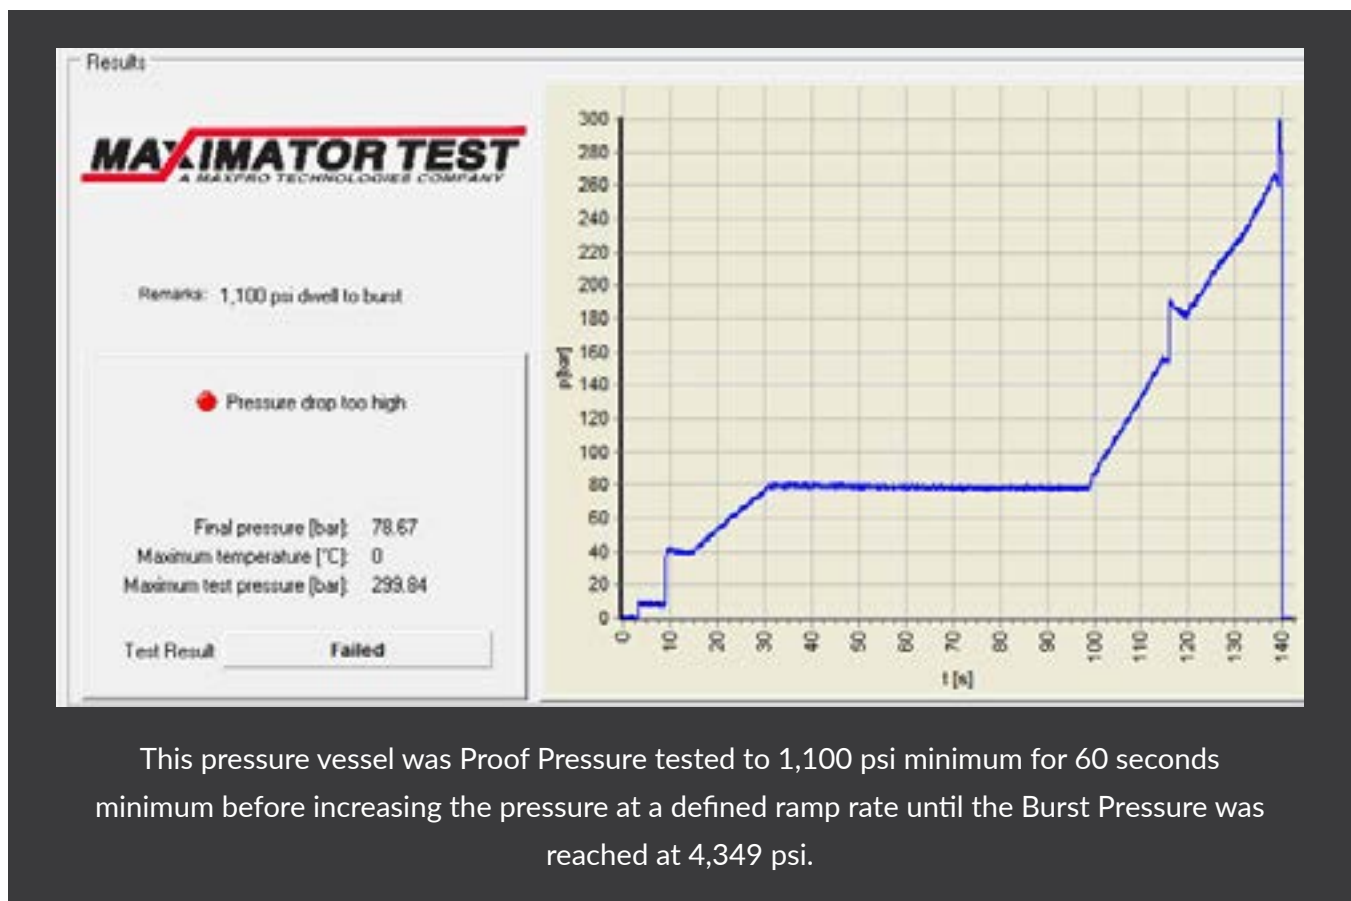 Results
MAXIMATOR TEST
A MAXPRO TECHNOLOGIES COMPANY
Remarks: 1,100 psi dwell to burst
Pressure drop too high
Final pressure [bar]: 78.67
Maximum temperature [°C]: 0
Maximum test pressure [bar]: 299.84
Test Result Failed
300
280
260
240
220
200
180
160
140
120
100
80
60
40
20
0
p[bar]
0 10 20 30 40 50 60 70 80 90 100 110 120 130 140
t [s]
This pressure vessel was Proof Pressure tested to 1,100 psi minimum for 60 seconds
minimum before increasing the pressure at a defined ramp rate until the Burst Pressure was
reached at 4,349 psi.